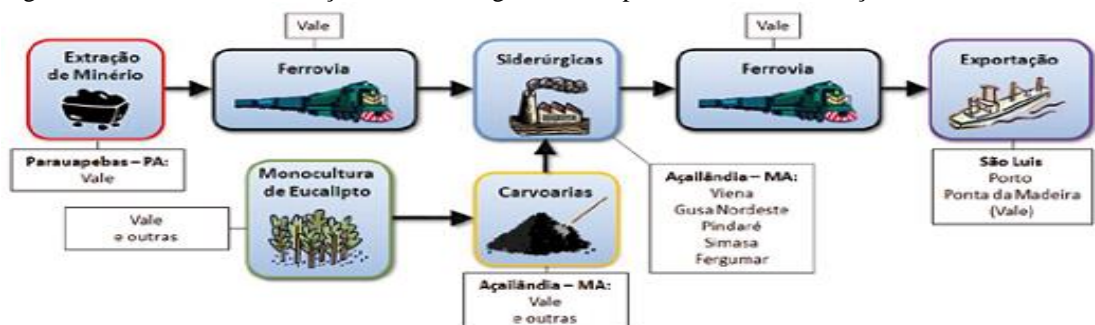 Vale
Vale
Extração
de Minério
Ferrovia
Siderúrgicas
Ferrovia
Exportação
Parauapebas – PA:
Vale
Monocultura
de Eucalipto
Carvoarias
Açailândia – MA:
Viena
Gusa Nordeste
Pindaré
Simasa
Fergumar
São Luis
Porto
Ponta da Madeira
(Vale)
Vale
e outras
Açailândia – MA:
Vale
e outras